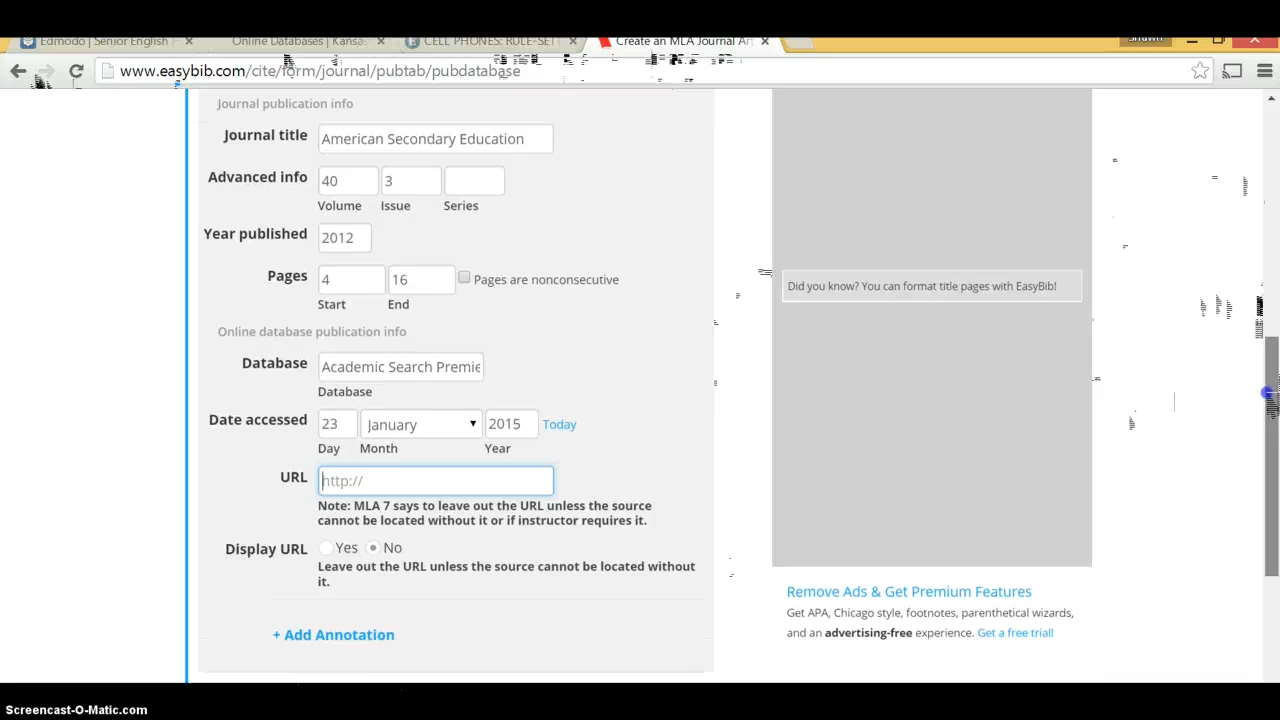 Edmodo | Senior English
Online Databases | Kansas
CELL PHONES: RULE-SETT
Create an MLA Journal Art
Shawn
www.easybib.com/cite/form/journal/pubtab/pubdatabase
Journal publication info
Journal title American Secondary Education
Advanced info 40 3
Volume Issue Series
Year published 2012
Pages 4 16 Pages are nonconsecutive
Start End
Did you know? You can format title pages with EasyBib!
Online database publication info
Database Academic Search Premie
Database
Date accessed 23 January 2015 Today
Day Month Year
URL http://
Note: MLA 7 says to leave out the URL unless the source
cannot be located without it or if instructor requires it.
Display URL Yes No
Leave out the URL unless the source cannot be located without
it.
+ Add Annotation
Remove Ads & Get Premium Features
Get APA, Chicago style, footnotes, parenthetical wizards,
and an advertising-free experience. Get a free trial!
Screencast-O-Matic.com